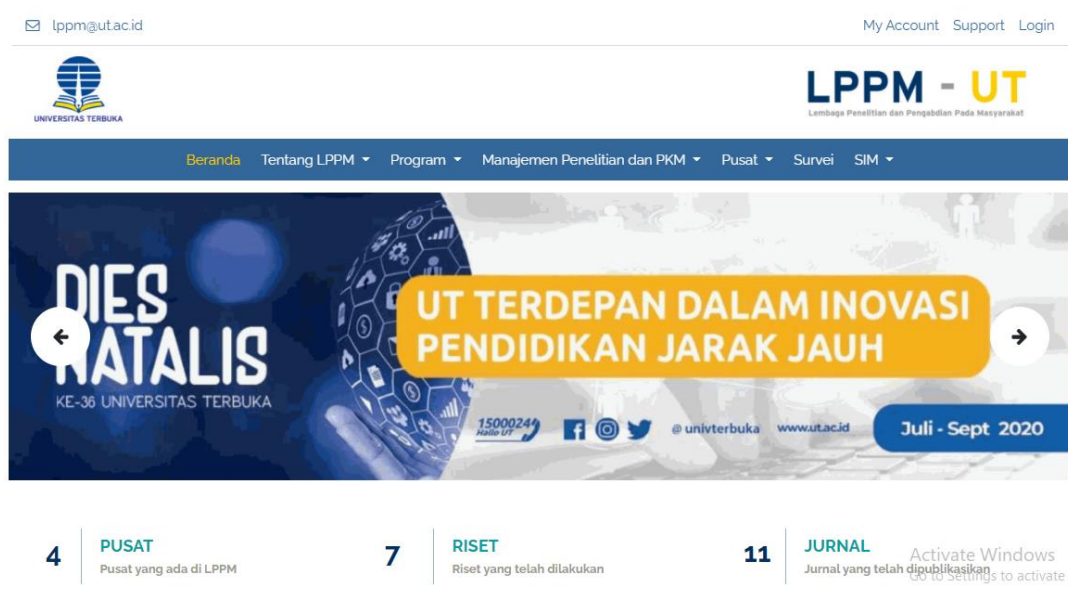 lppm@ut.ac.id
My Account Support Login
UNIVERSITAS TERBUKA
LPPM - UT
Lembaga Penelitian dan Pengabdian Pada Masyarakat
Beranda Tentang LPPM Program Manajemen Penelitian dan PKM Pusat Survei SIM
DIES
NATALIS
KE-36 UNIVERSITAS TERBUKA
UT TERDEPAN DALAM INOVASI
PENDIDIKAN JARAK JAUH
1500024
Hallo UT
@univterbuka www.ut.ac.id
Juli - Sept 2020
4 PUSAT
Pusat yang ada di LPPM
7 RISET
Riset yang telah dilakukan
11 JURNAL
Jurnal yang telah dipublikasikan
Activate Windows
Go to Settings to activate